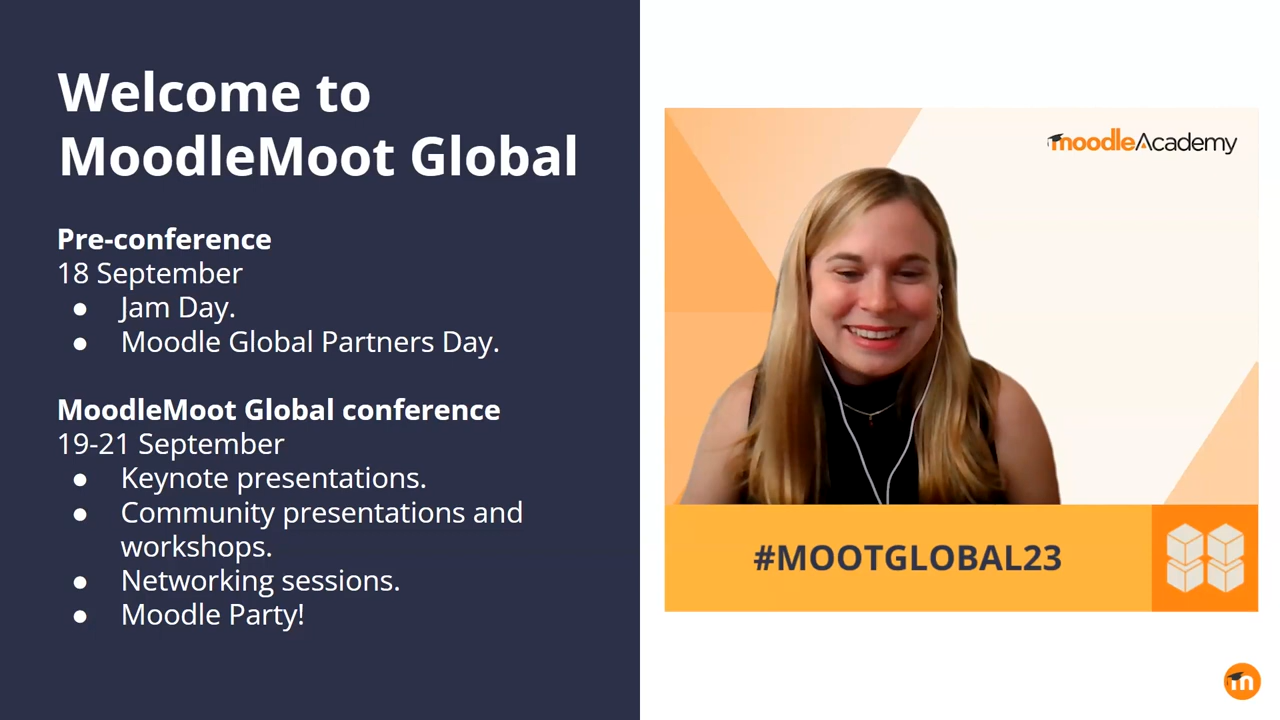 Welcome to
MoodleMoot Global
Pre-conference
18 September
● Jam Day.
● Moodle Global Partners Day.
MoodleMoot Global conference
19-21 September
● Keynote presentations.
● Community presentations and
workshops.
● Networking sessions.
● Moodle Party!
moodleAcademy
#MOOTGLOBAL23
m